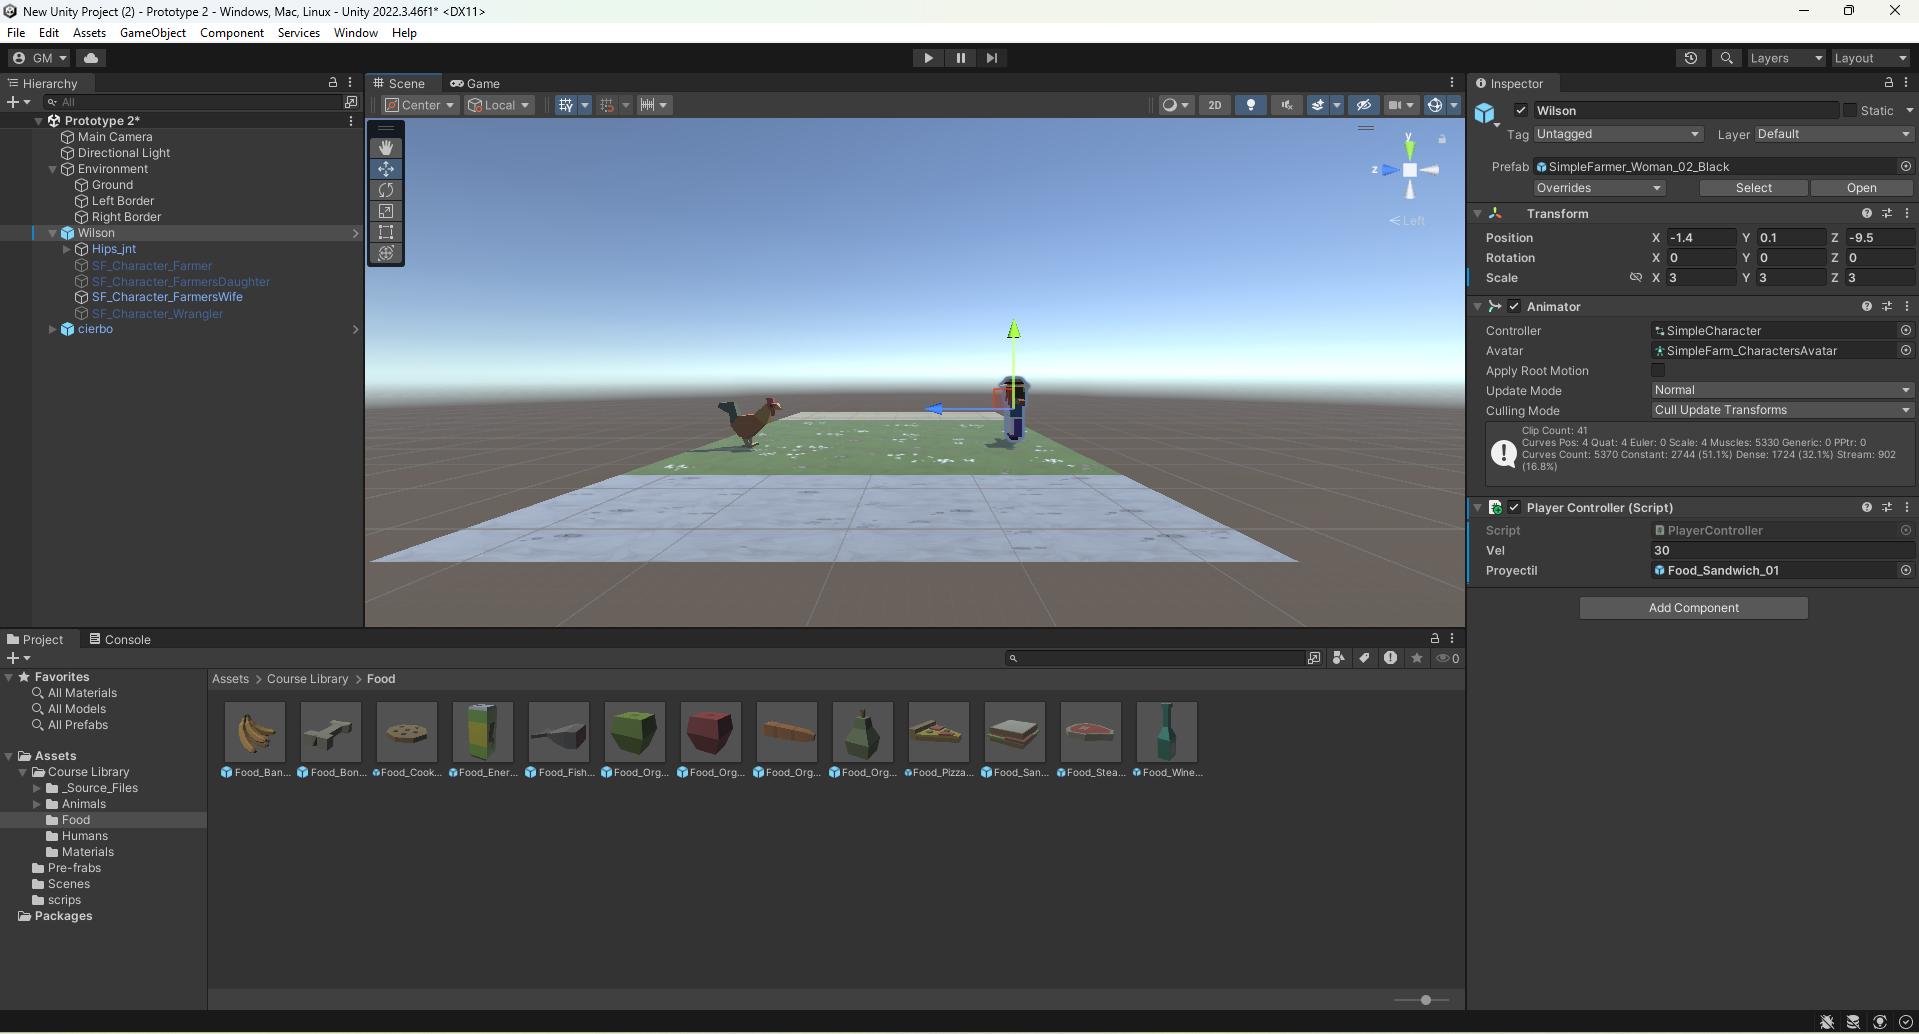 New Unity Project (2) - Prototype 2 - Windows, Mac, Linux - Unity 2022.3.46f1* <DX11>
File Edit Assets GameObject Component Services Window Help
GM Layers Layout
Hierarchy
All
Prototype 2*
Main Camera
Directional Light
Environment
Ground
Left Border
Right Border
Wilson
Hips_jnt
SF_Character_Farmer
SF_Character_FarmersDaughter
SF_Character_FarmersWife
SF_Character_Wrangler
cierbo
Scene Game
Center Local 2D
y
z
Left
Inspector
Wilson Static
Tag Untagged Layer Default
Prefab SimpleFarmer_Woman_02_Black
Overrides Select Open
Transform
Position X -1.4 Y 0.1 Z -9.5
Rotation X 0 Y 0 Z 0
Scale X 3 Y 3 Z 3
Animator
Controller SimpleCharacter
Avatar SimpleFarm_CharactersAvatar
Apply Root Motion
Update Mode Normal
Culling Mode Cull Update Transforms
Clip Count: 41
Curves Pos: 4 Quat: 4 Euler: 0 Scale: 4 Muscles: 5330 Generic: 0 PPtr: 0
Curves Count: 5370 Constant: 2744 (51.1%) Dense: 1724 (32.1%) Stream: 902
(16.8%)
Player Controller (Script)
Script PlayerController
Vel 30
Proyectil Food_Sandwich_01
Add Component
Project Console
0
Favorites
All Materials
All Models
All Prefabs
Assets
Course Library
_Source_Files
Animals
Food
Humans
Materials
Pre-frabs
Scenes
scrips
Packages
Assets > Course Library > Food
Food_Ban... Food_Bon... Food_Cook... Food_Ener... Food_Fish... Food_Org... Food_Org... Food_Org... Food_Org... Food_Pizza... Food_San... Food_Stea... Food_Wine...